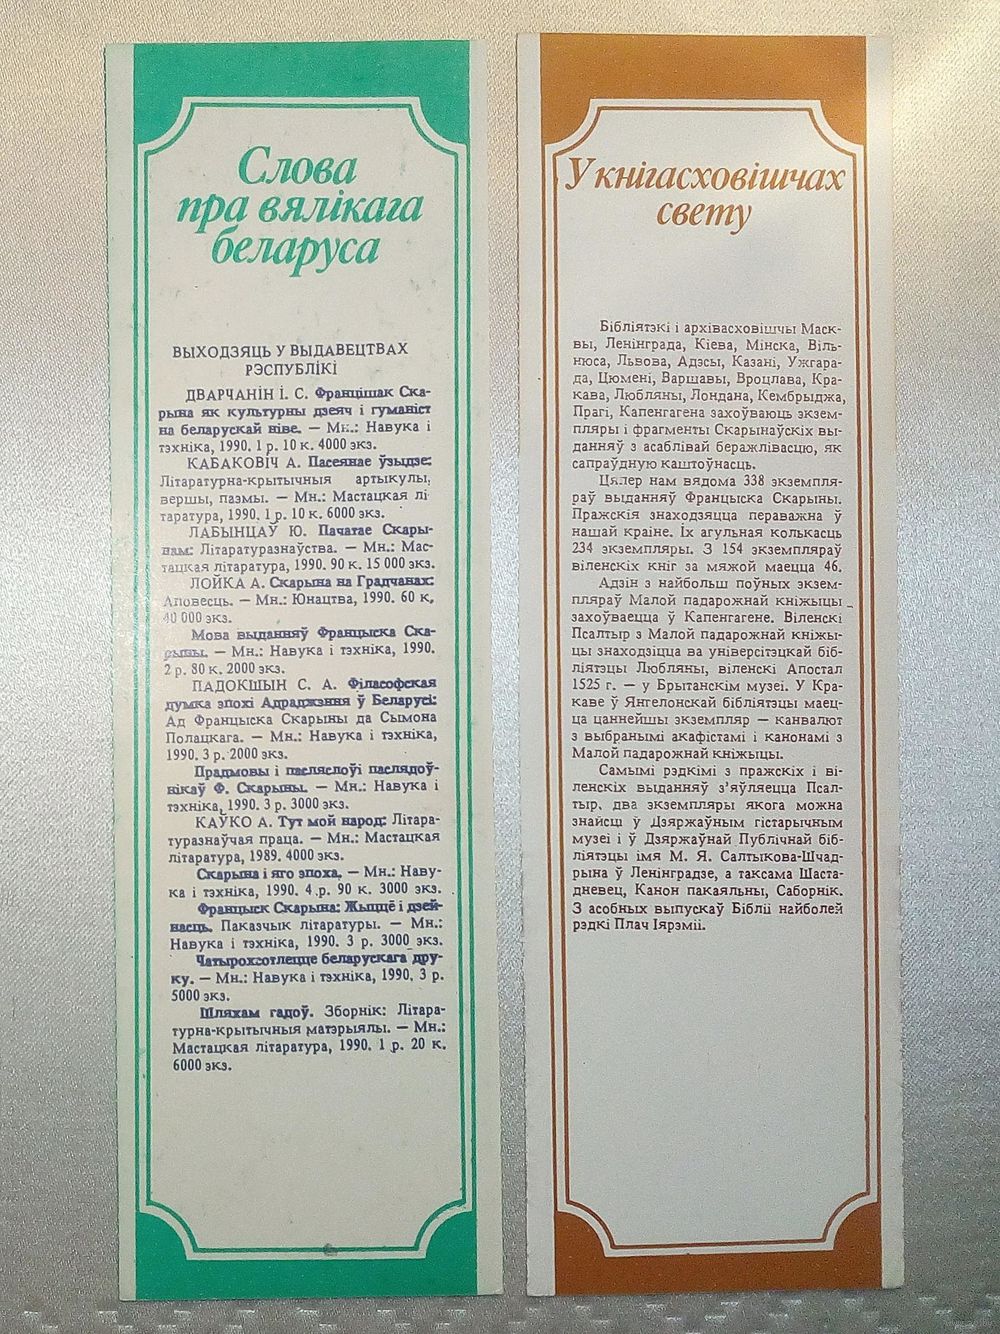 Слова
пра вялікага
беларуса
ВЫХОДЗЯЦЬ У ВЫДАВЕЦТВАХ
РЭСПУБЛІКІ
ДВАРЧАНІН І. С. Францішак Ска-
рына як культурны дзеяч і гуманіст
на беларускай ніве. — Мн.: Навука і
тэхніка, 1990. 1 р. 10 к. 4000 экз.
КАБАКОВІЧ А. Пасеянае ўзыдзе:
Літаратурна-крытычныя артыкулы,
вершы, паэмы. — Мн.: Мастацкая лі
таратура, 1990. 1 р. 10 к. 6000 экз.
ЛАБЫНЦАЎ Ю. Пачатае Скары-
нам: Літаратуразнаўства. — Мн.: Мас-
тацкая літаратура, 1990. 90 к. 15 000 экз.
ЛОЙКА А. Скарына на Градчанах:
Аповесць. — Мн.: Юнацтва, 1990. 60 к,
40 000 экз.
Мова выданняў Францыска Ска-
рыны. — Мн.: Навука і тэхніка, 1990.
2 р. 80 к. 2000 экз.
ПАДОКШЫН С. А. Філасофская
думка эпохі Адраджэння ў Беларусі:
Ад Францыска Скарыны да Сымона
Полацкага. — Мн.: Навука і тэхніка,
1990. 3 р. 2000 экз.
Прадмовы і пасляслоўі паслядоў-
нікаў Ф. Скарыны. — Мн.: Навука і
тэхніка, 1990. 3 р. 3000 экз.
КАЎКО А. Тут мой народ: Літара-
туразнаўчая праца. — Мн.: Мастацкая
літаратура, 1989. 4000 экз.
Скарына і яго эпоха. — Мн.: Наву-
ка і тэхніка, 1990. 4 р. 90 к. 3000 экз.
Францыск Скарына: Жыццё і дзей-
насць. Паказчык літаратуры. — Мн.:
Навука і тэхніка, 1990. 3 р. 3000 экз.
Чатырохсотлецце беларускага дру-
ку. — Мн.: Навука і тэхніка, 1990. 3 р.
5000 экз.
Шляхам гадоў. Зборнік: Літара-
турна-крытычныя матэрыялы. — Мн.:
Мастацкая літаратура, 1990. 1 р. 20 к.
6000 экз.
У кнігасховішчах
свету
Бібліятэкі і архівасховішчы Маск-
вы, Ленінграда, Кіева, Мінска, Віль-
нюса, Львова, Адэсы, Казані, Ужгара-
да, Цюмені, Варшавы, Вроцлава, Кра-
кава, Любляны, Лондана, Кембрыджа,
Прагі, Капенгагена захоўваюць экзем-
пляры і фрагменты Скарынаўскіх вы-
данняў з асаблівай беражлівасцю, як
сапраўдную каштоўнасць.
Цяпер нам вядома 338 экземпля-
раў выданняў Францыска Скарыны.
Пражскія знаходзяцца пераважна ў
нашай краіне. Іх агульная колькасць
234 экземпляры. З 154 экземпляраў
віленскіх кніг за мяжой маецца 46.
Адзін з найбольш поўных экзем-
пляраў Малой падарожнай кніжыцы
захоўваецца ў Капенгагене. Віленскі
Псалтыр з Малой падарожнай кніжы-
цы знаходзіцца ва універсітэцкай біб-
ліятэцы Любляны, віленскі Апостал
1525 г. — у Брытанскім музеі. У Кра-
каве ў Янгелонскай бібліятэцы маец-
ца цаннейшы экземпляр — канвалют
з выбранымі акафістамі і канонамі з
Малой падарожнай кніжыцы.
Самымі рэдкімі з пражскіх і ві-
ленскіх выданняў з’яўляецца Псал-
тыр, два экземпляры якога можна
знайсці ў Дзяржаўным гістарычным
музеі і ў Дзяржаўнай Публічнай біб-
ліятэцы імя М. Я. Салтыкова-Шчад-
рына ў Ленінградзе, а таксама Шаста-
дневец, Канон пакаяльны, Саборнік.
З асобных выпускаў Бібліі найболей
рэдкі Плач Іярэміі.